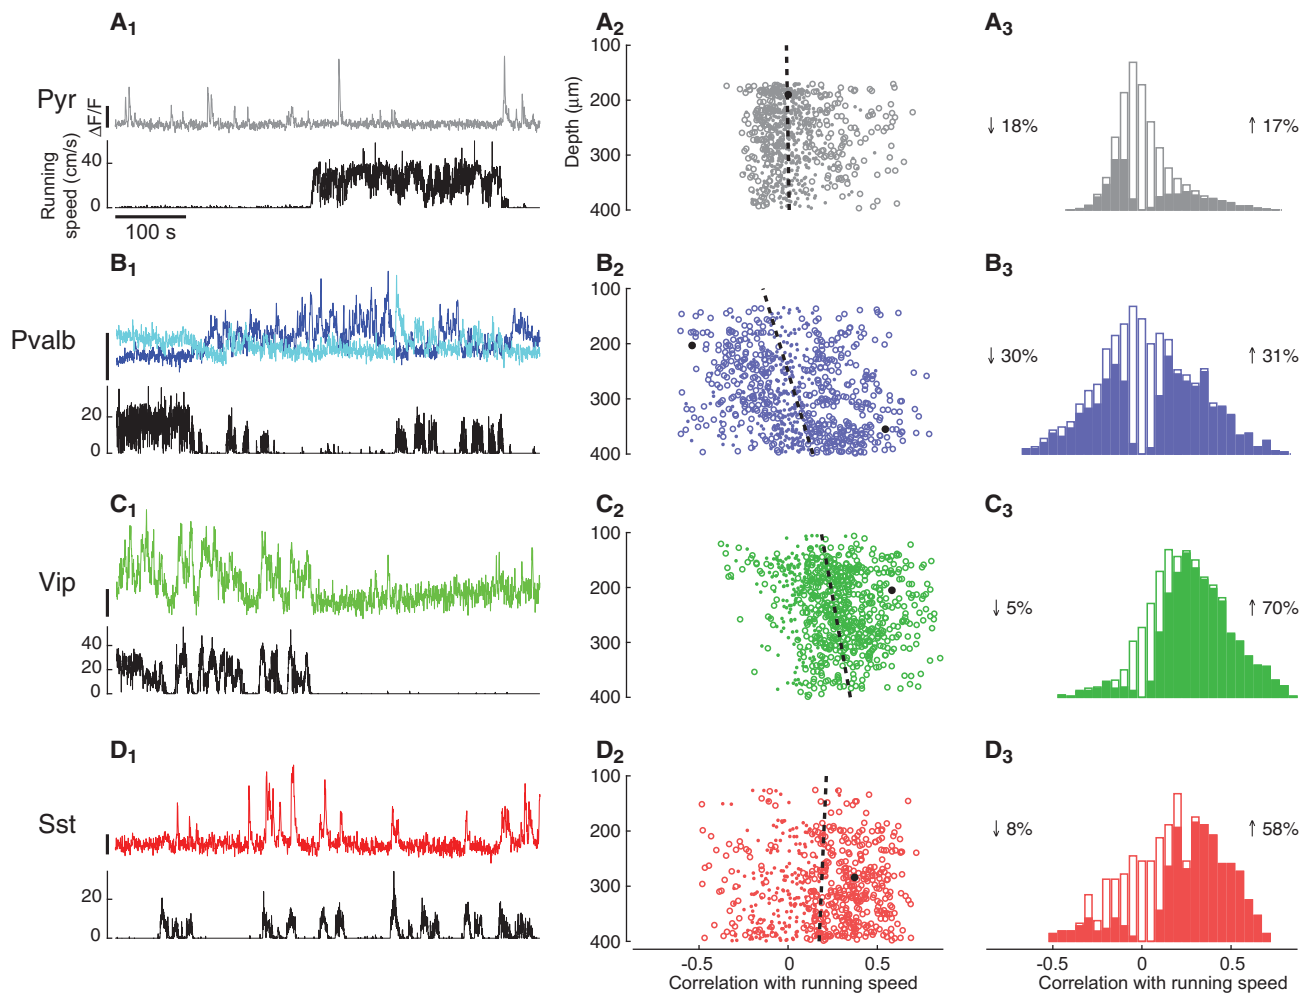 A1
A2
A3
Pyr
ΔF/F
Running
speed (cm/s)
40
0
100 s
Depth (µm)
100
200
300
400
↓ 18%
↑ 17%
B1
B2
B3
Pvalb
20
0
100
200
300
400
↓ 30%
↑ 31%
C1
C2
C3
Vip
40
20
0
100
200
300
400
↓ 5%
↑ 70%
D1
D2
D3
Sst
20
0
100
200
300
400
↓ 8%
↑ 58%
-0.5 0 0.5
Correlation with running speed
-0.5 0 0.5
Correlation with running speed